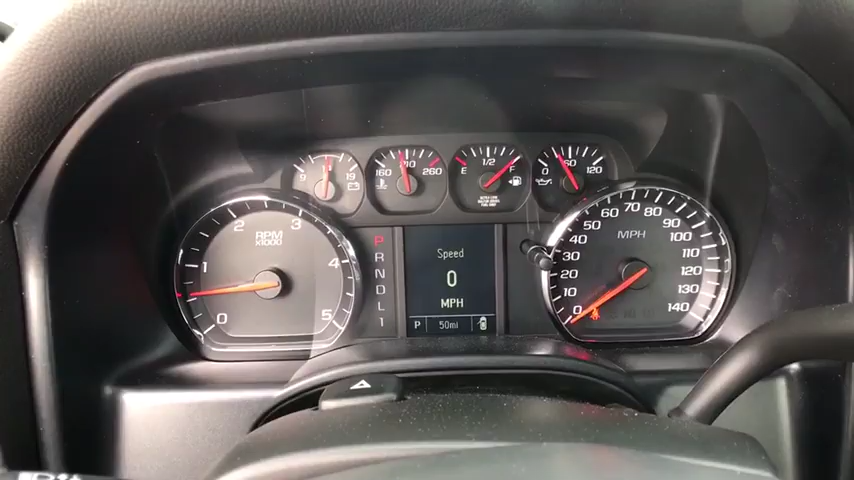 9 19
160 210 260
E 1/2 F
0 60 120
RPM
X1000
0 1 2 3 4 5
P
R
N
D
L
1
Speed
0
MPH
P 50mi
MPH
0 10 20 30 40 50 60 70 80 90 100 110 120 130 140